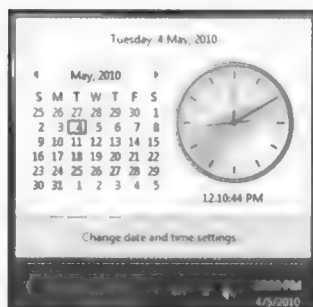 Tuesday, 4 May, 2010
May, 2010
S M T W T F S
25 26 27 28 29 30 1
2 3 4 5 6 7 8
9 10 11 12 13 14 15
16 17 18 19 20 21 22
23 24 25 26 27 28 29
30 31 1 2 3 4 5
12:10:44 PM
Change date and time settings
PM
4/5/2010